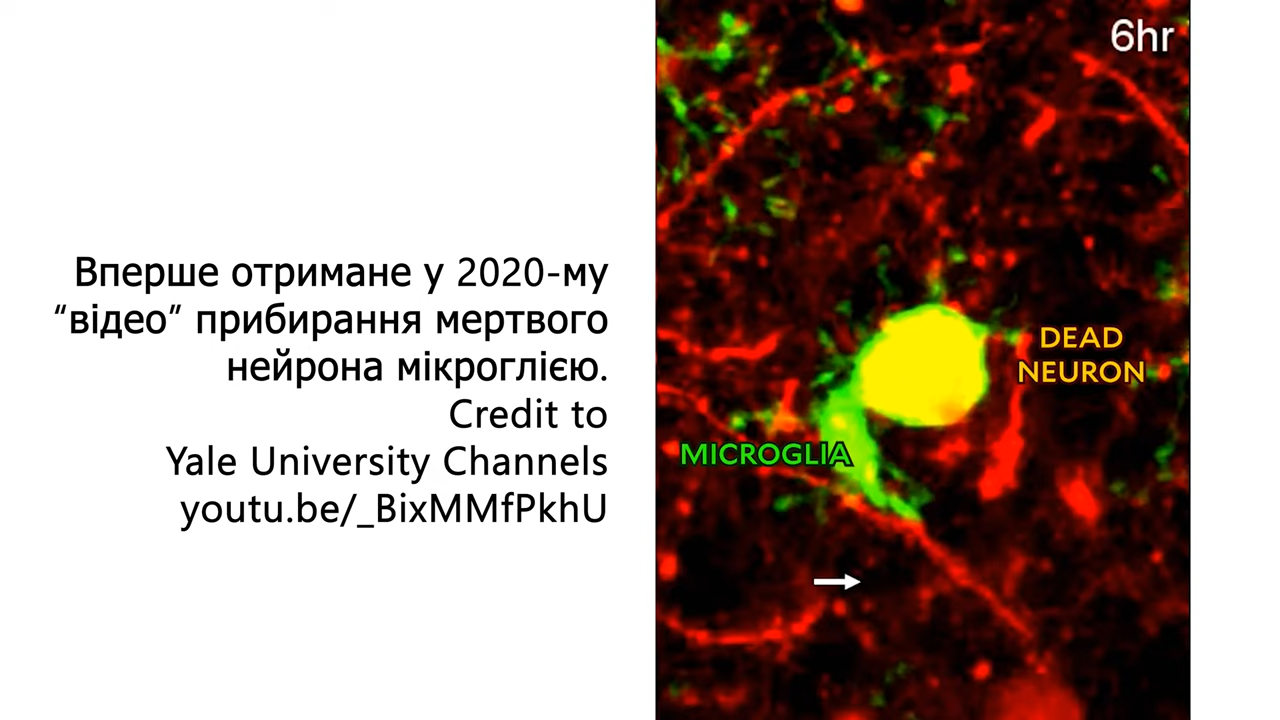 Вперше отримане у 2020-му
“відео” прибирання мертвого
нейрона мікроглією.
Credit to
Yale University Channels
youtu.be/_BixMMfPkhU
6hr
DEAD
NEURON
MICROGLIA